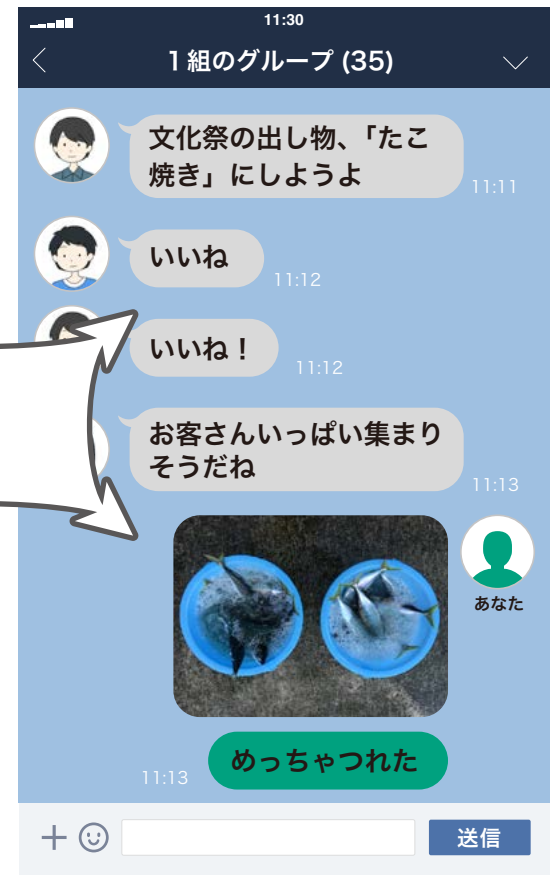 11:30
1組のグループ (35)
文化祭の出し物、「たこ
焼き」にしようよ
11:11
いいね
11:12
いいね！
11:12
お客さんいっぱい集まり
そうだね
11:13
あなた
めっちゃつれた
11:13
送信